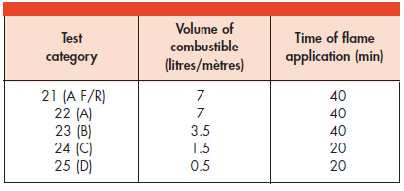 Test category
Volume of combustible (litres/mètres)
Time of flame application (min)
21 (A F/R) 7 40
22 (A) 7 40
23 (B) 3.5 40
24 (C) 1.5 20
25 (D) 0.5 20